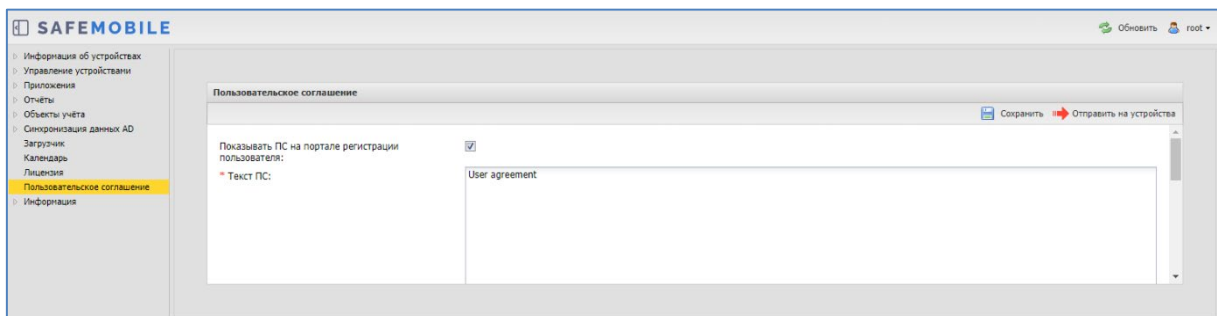 SAFEMOBILE
Обновить root
Информация об устройствах
Управление устройствами
Приложения
Отчёты
Объекты учёта
Синхронизация данных AD
Загрузчик
Календарь
Лицензия
Пользовательское соглашение
Информация
Пользовательское соглашение
Сохранить Отправить на устройства
Показывать ПС на портале регистрации
пользователя:
* Текст ПС:
User agreement